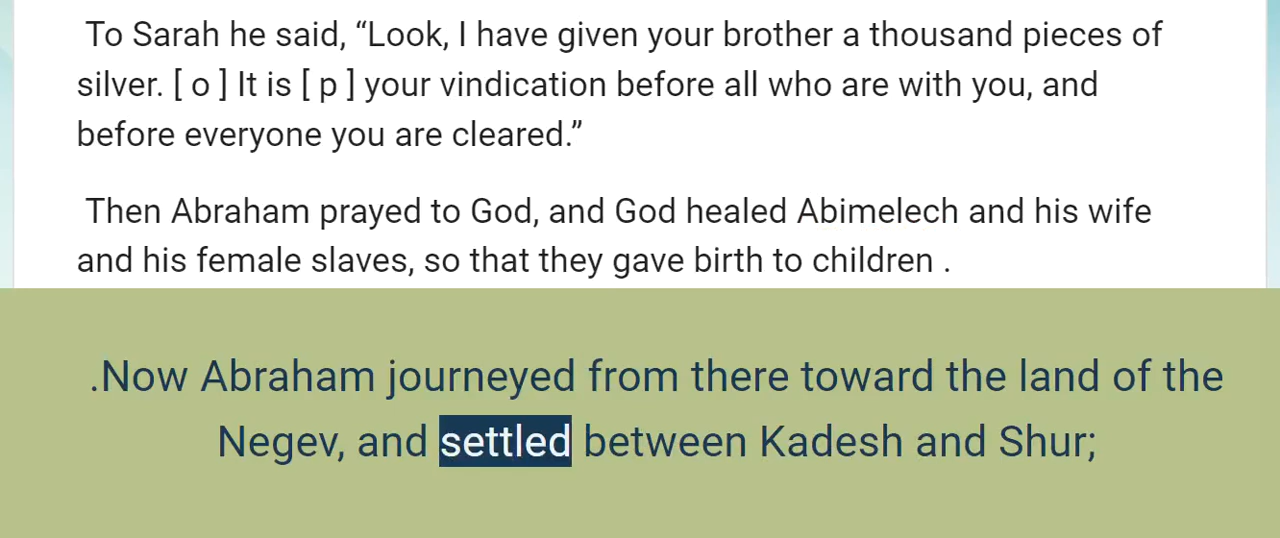 To Sarah he said, “Look, I have given your brother a thousand pieces of
silver. [ o ] It is [ p ] your vindication before all who are with you, and
before everyone you are cleared.”
Then Abraham prayed to God, and God healed Abimelech and his wife
and his female slaves, so that they gave birth to children .
.Now Abraham journeyed from there toward the land of the
Negev, and settled between Kadesh and Shur;